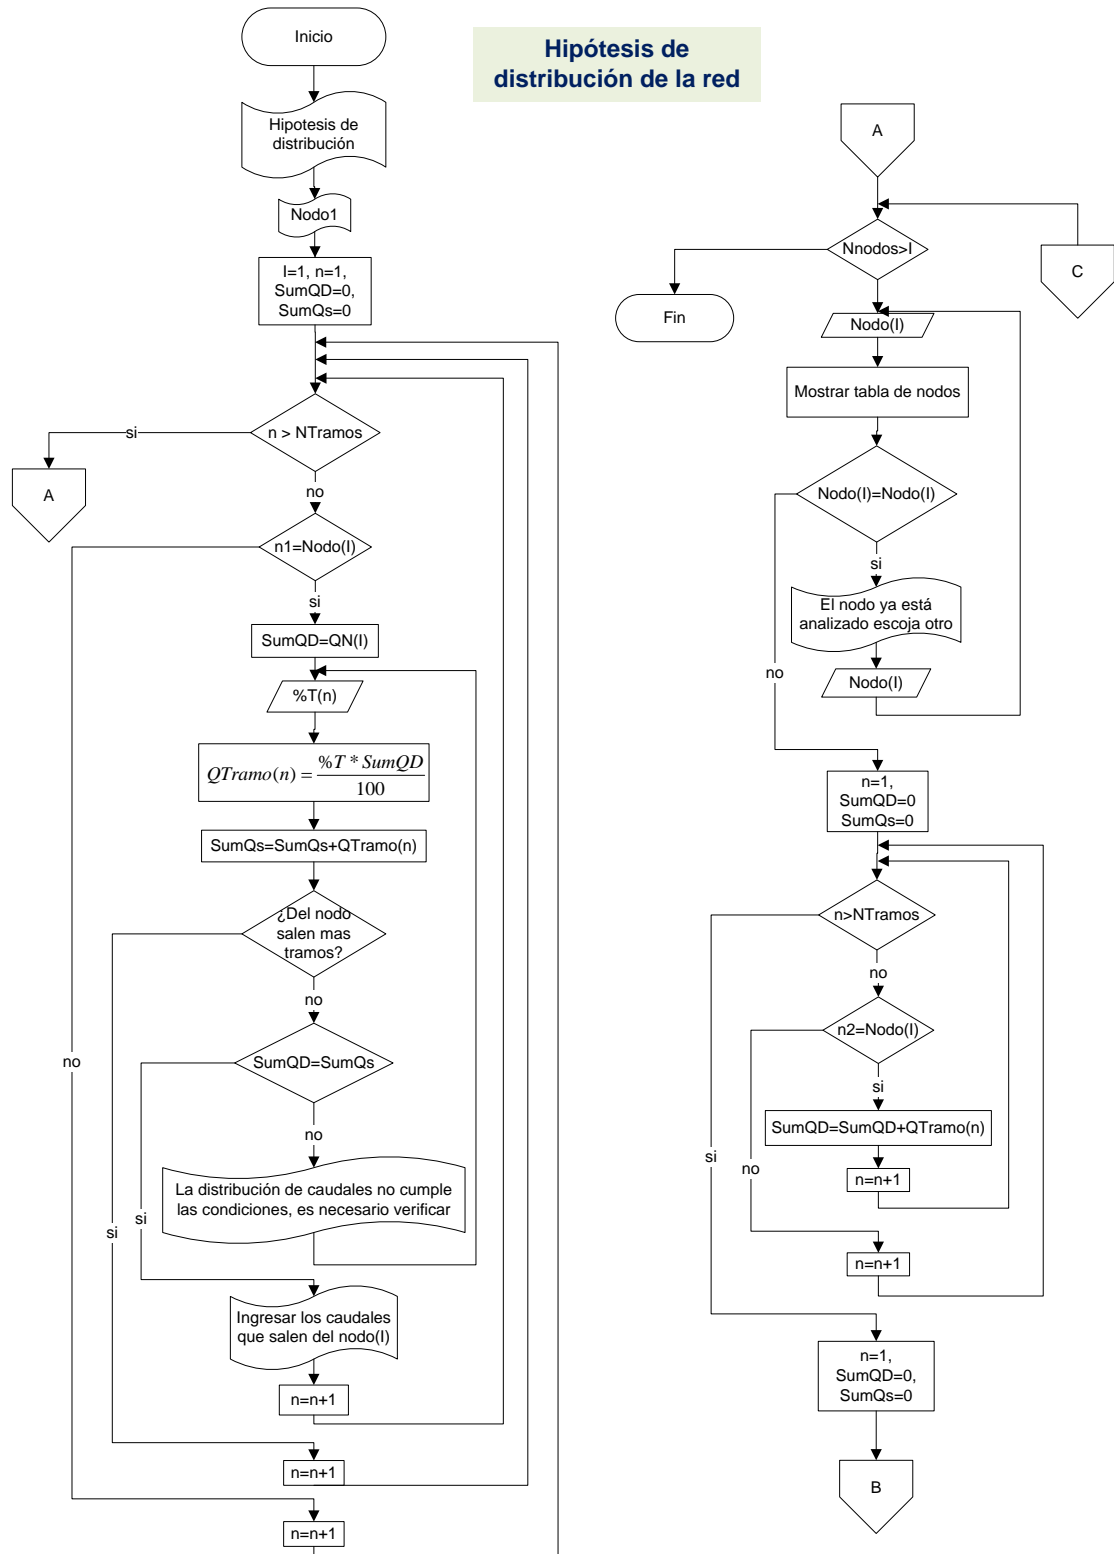 Inicio
Hipótesis de
distribución de la red
Hipotesis de
distribución
Nodo1
I=1, n=1,
SumQD=0,
SumQs=0
n > NTramos
si
A
no
n1=Nodo(I)
si
SumQD=QN(I)
%T(n)
QTramo(n) = %T * SumQD / 100
SumQs=SumQs+QTramo(n)
¿Del nodo
salen mas
tramos?
no
SumQD=SumQs
no
no
La distribución de caudales no cumple
las condiciones, es necesario verificar
si
si
Ingresar los caudales
que salen del nodo(I)
n=n+1
n=n+1
n=n+1
A
Nnodos>I
C
Fin
Nodo(I)
Mostrar tabla de nodos
Nodo(I)=Nodo(I)
si
El nodo ya está
analizado escoja otro
no
Nodo(I)
n=1,
SumQD=0
SumQs=0
n>NTramos
no
n2=Nodo(I)
si
SumQD=SumQD+QTramo(n)
si
no
n=n+1
n=n+1
n=1,
SumQD=0,
SumQs=0
B